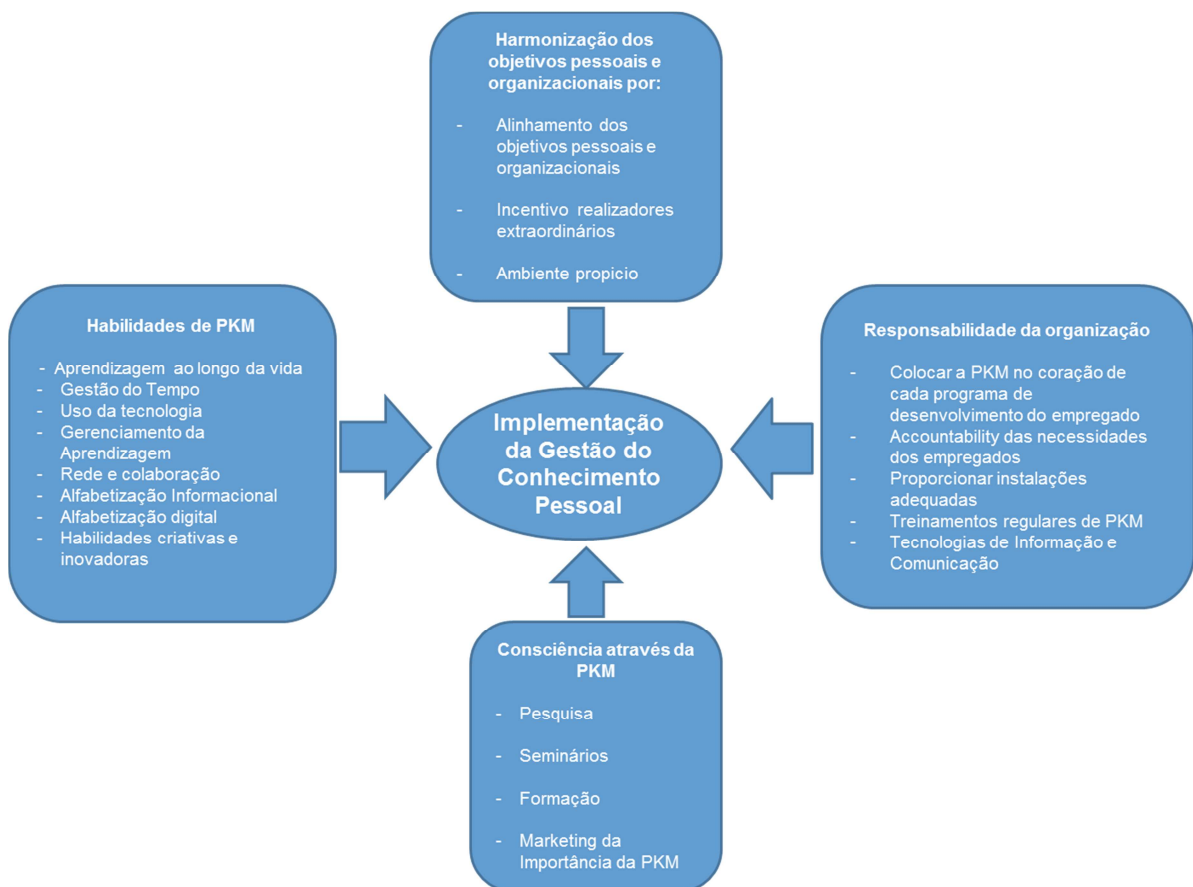 Harmonização dos
objetivos pessoais e
organizacionais por:
- Alinhamento dos
objetivos pessoais e
organizacionais
- Incentivo realizadores
extraordinários
- Ambiente propicio
Habilidades de PKM
- Aprendizagem ao longo da vida
- Gestão do Tempo
- Uso da tecnologia
- Gerenciamento da
Aprendizagem
- Rede e colaboração
- Alfabetização Informacional
- Alfabetização digital
- Habilidades criativas e
inovadoras
Implementação
da Gestão do
Conhecimento
Pessoal
Responsabilidade da organização
- Colocar a PKM no coração de
cada programa de
desenvolvimento do empregado
- Accountability das necessidades
dos empregados
- Proporcionar instalações
adequadas
- Treinamentos regulares de PKM
- Tecnologias de Informação e
Comunicação
Consciência através da
PKM
- Pesquisa
- Seminários
- Formação
- Marketing da
Importância da PKM